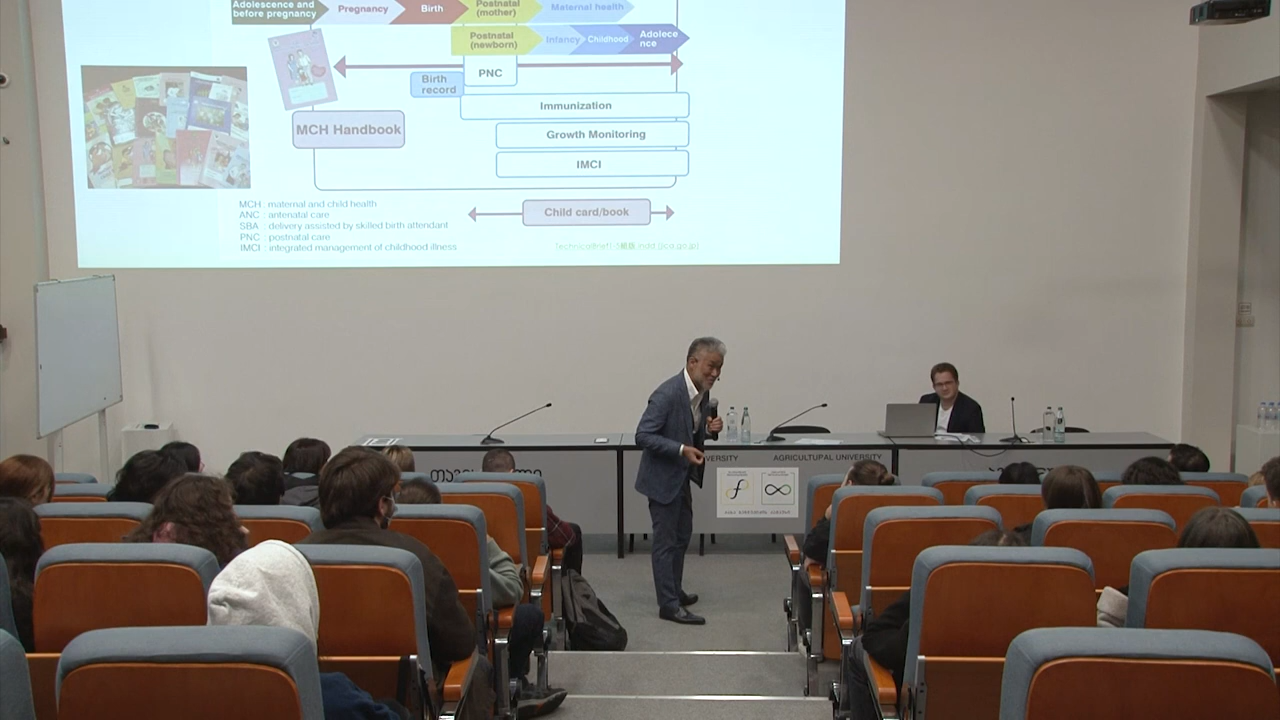 Adolescence and
before pregnancy
Pregnancy
Birth
Postnatal
(mother)
Maternal health
Postnatal
(newborn)
Infancy
Childhood
Adolece
nce
PNC
Birth
record
Immunization
MCH Handbook
Growth Monitoring
IMCI
MCH : maternal and child health
ANC : antenatal care
SBA : delivery assisted by skilled birth attendant
PNC : postnatal care
IMCI : integrated management of childhood illness
Child card/book
AGRICULTURAL UNIVERSITY